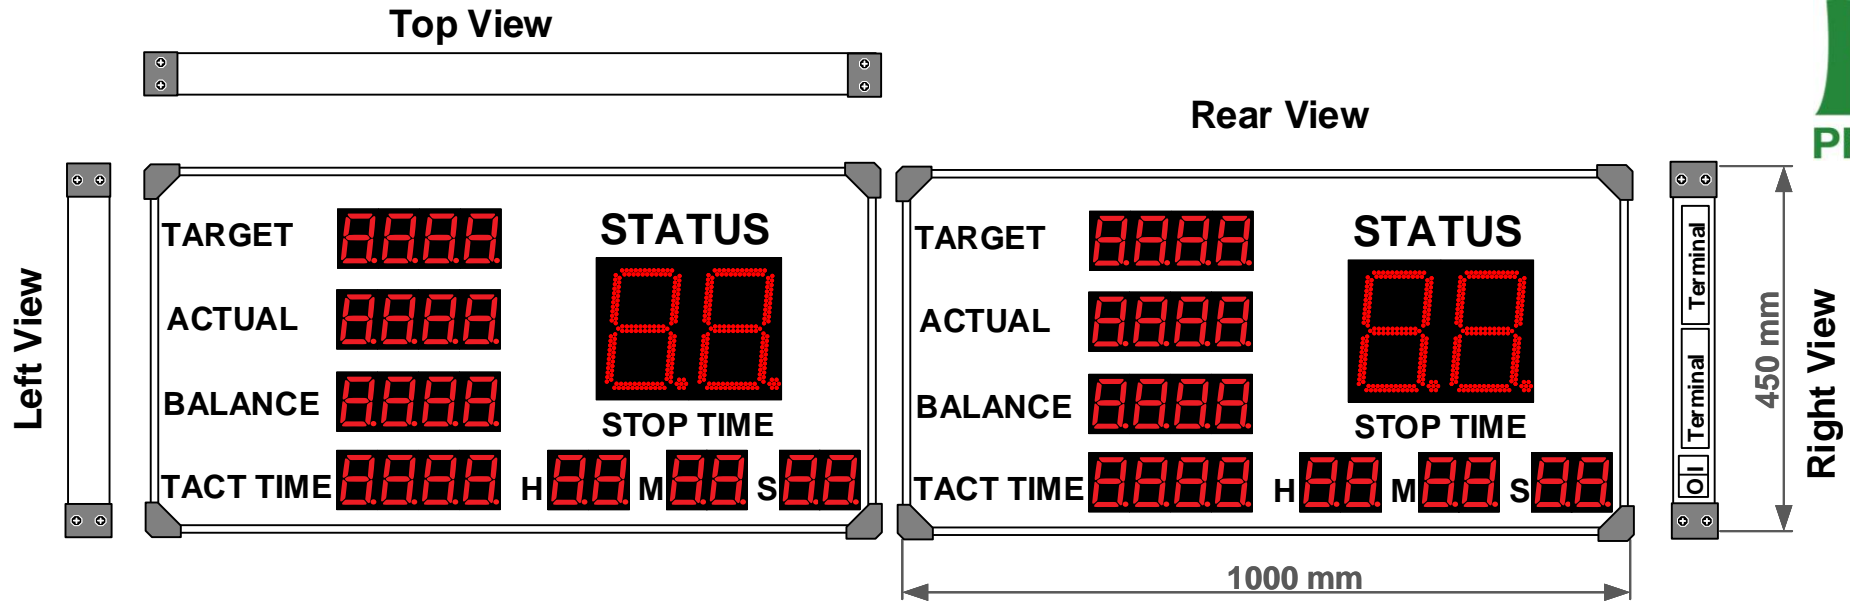 Top View
Rear View
Left View
TARGET
STATUS
ACTUAL
BALANCE
STOP TIME
TACT TIME
H
M
S
TARGET
STATUS
ACTUAL
BALANCE
STOP TIME
TACT TIME
H
M
S
1000 mm
Terminal
Terminal
OI
450 mm
Right View